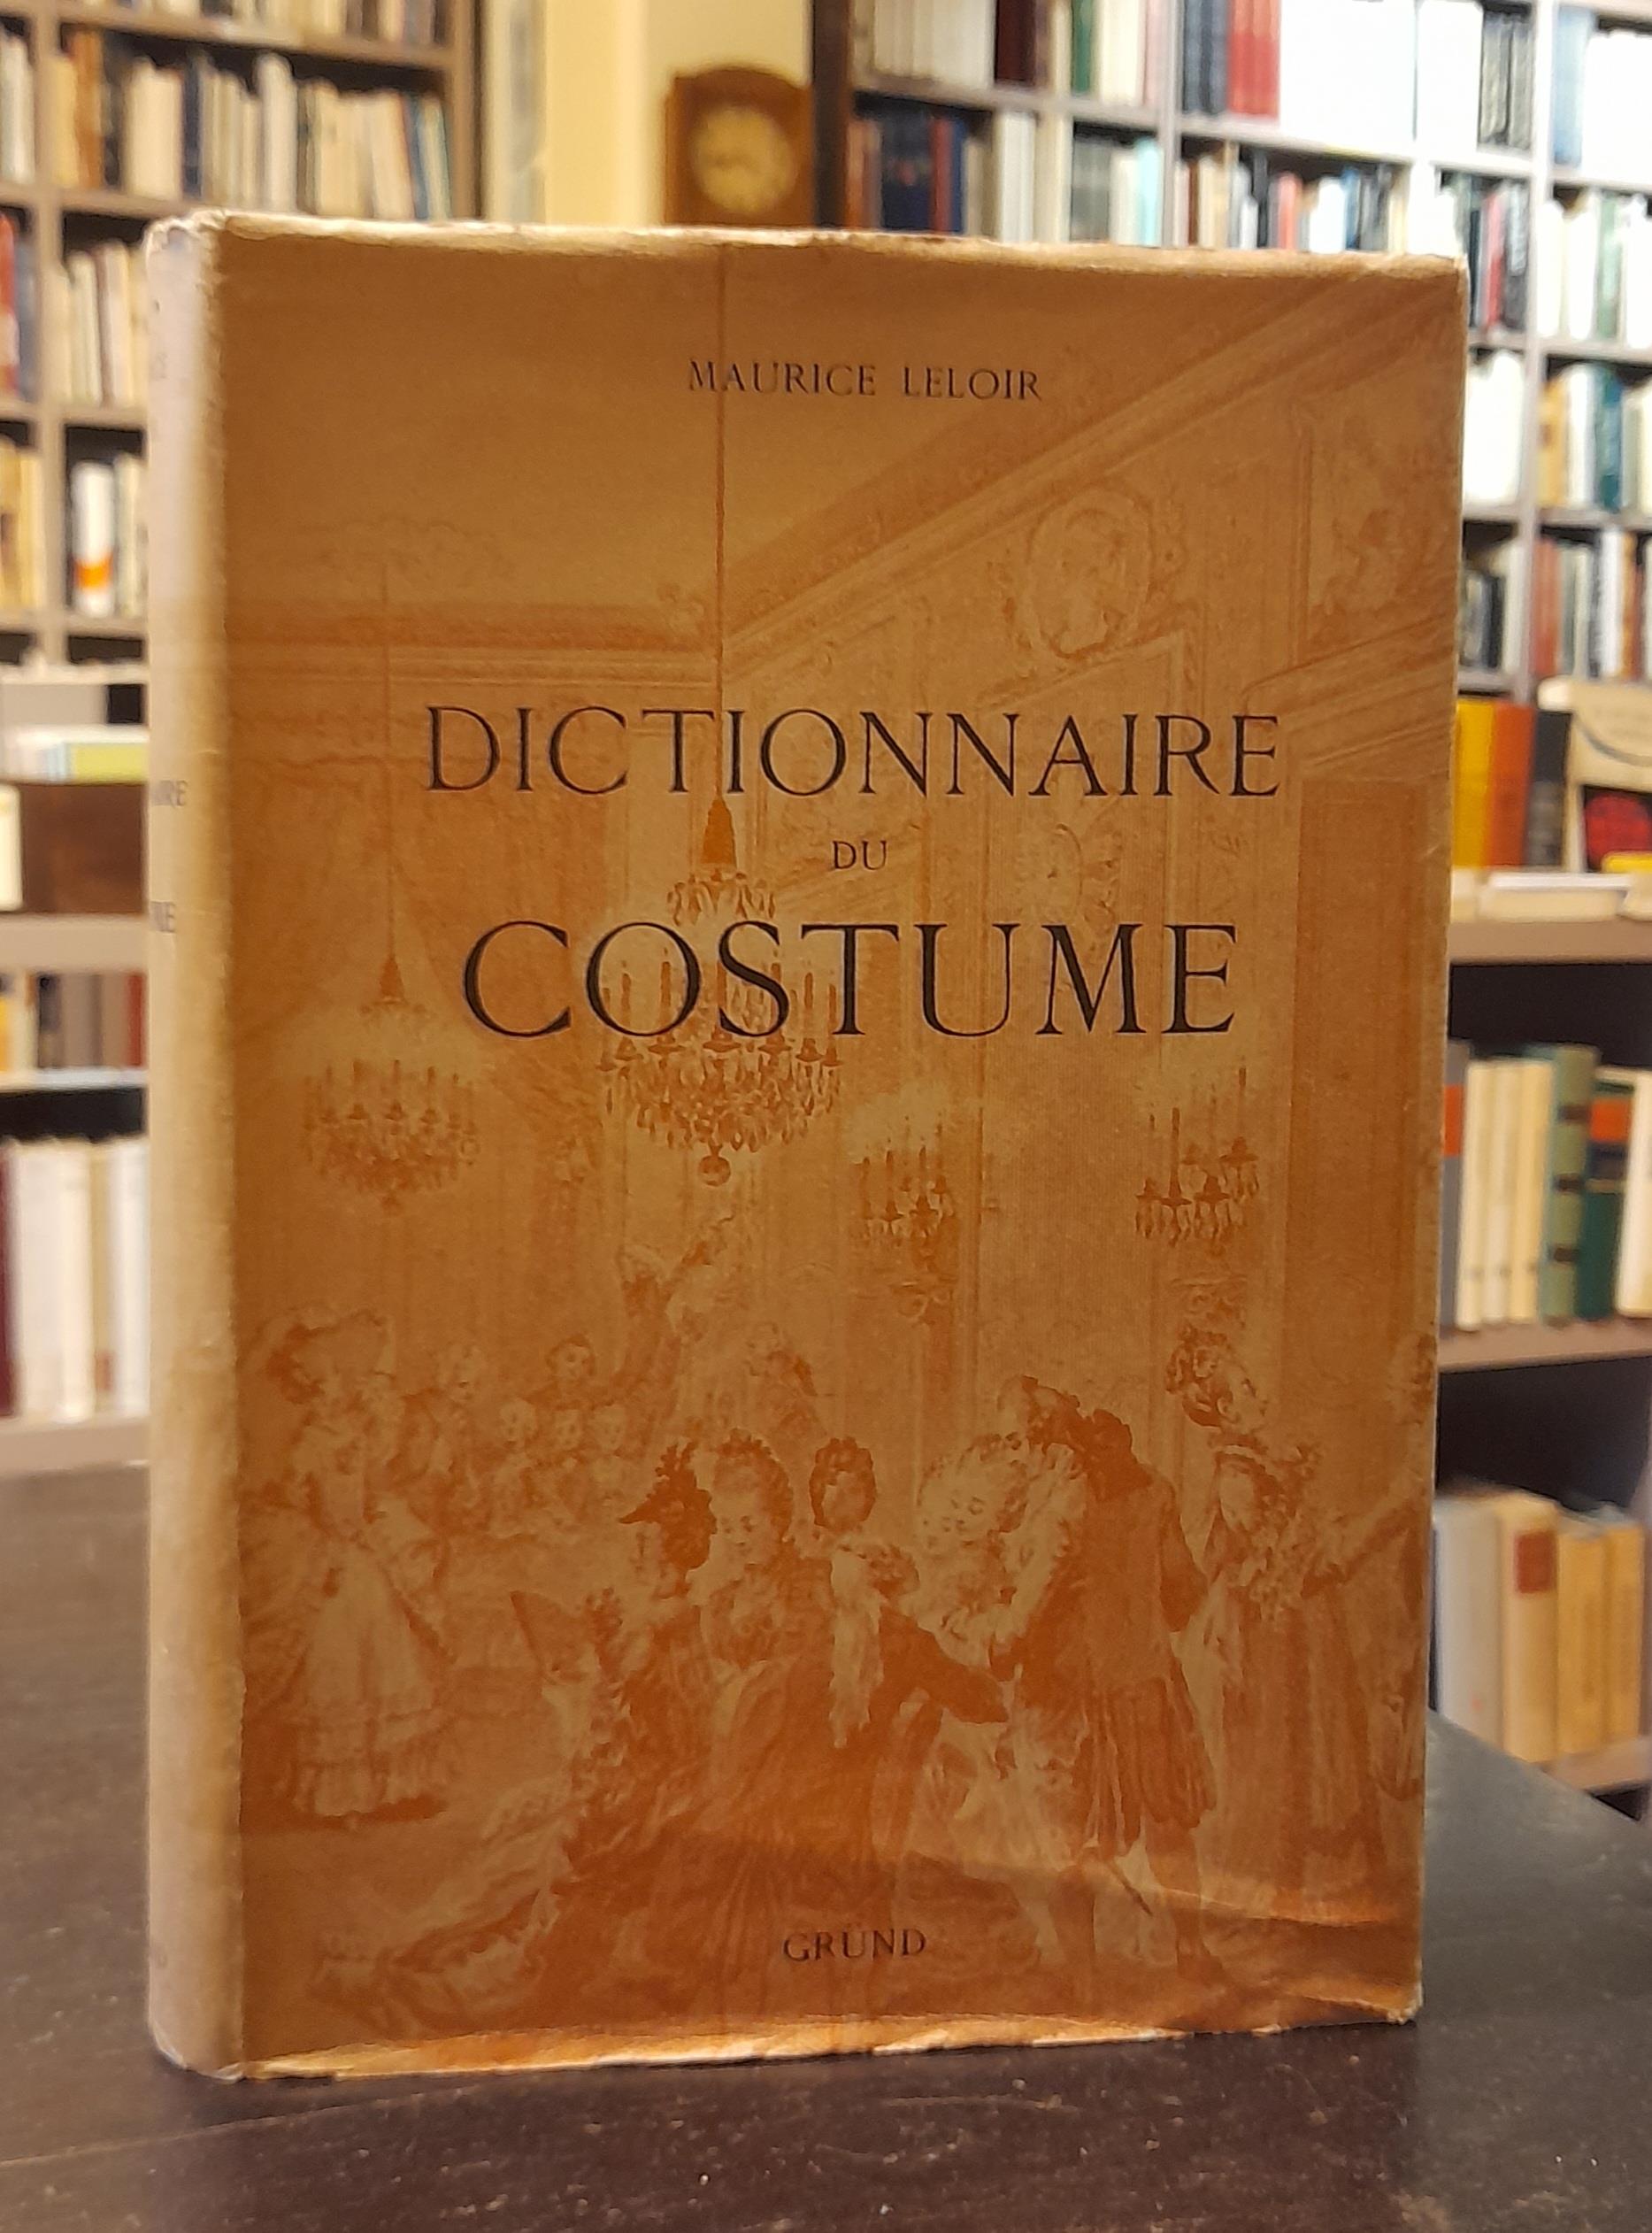 MAURICE LELOIR
DICTIONNAIRE
DU
COSTUME
GRÜND